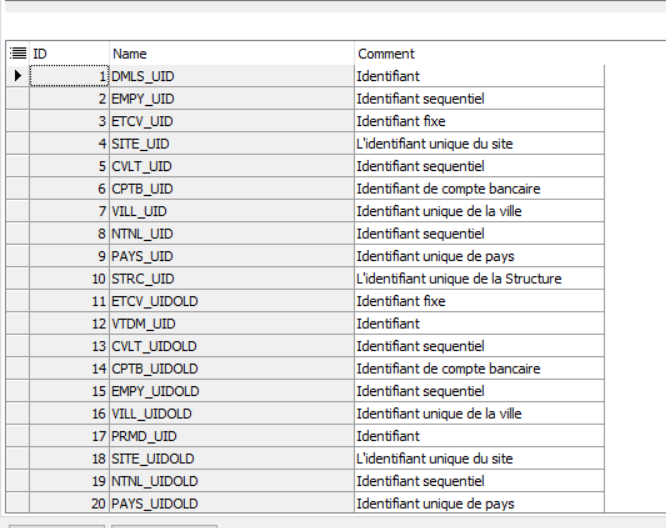 ID Name Comment
1 DMLS_UID Identifiant
2 EMPY_UID Identifiant sequentiel
3 ETCV_UID Identifiant fixe
4 SITE_UID L'identifiant unique du site
5 CVLT_UID Identifiant sequentiel
6 CPTB_UID Identifiant de compte bancaire
7 VILL_UID Identifiant unique de la ville
8 NTNL_UID Identifiant sequentiel
9 PAYS_UID Identifiant unique de pays
10 STRC_UID L'identifiant unique de la Structure
11 ETCV_UIDOLD Identifiant fixe
12 VTDM_UID Identifiant
13 CVLT_UIDOLD Identifiant sequentiel
14 CPTB_UIDOLD Identifiant de compte bancaire
15 EMPY_UIDOLD Identifiant sequentiel
16 VILL_UIDOLD Identifiant unique de la ville
17 PRMD_UID Identifiant
18 SITE_UIDOLD L'identifiant unique du site
19 NTNL_UIDOLD Identifiant sequentiel
20 PAYS_UIDOLD Identifiant unique de pays